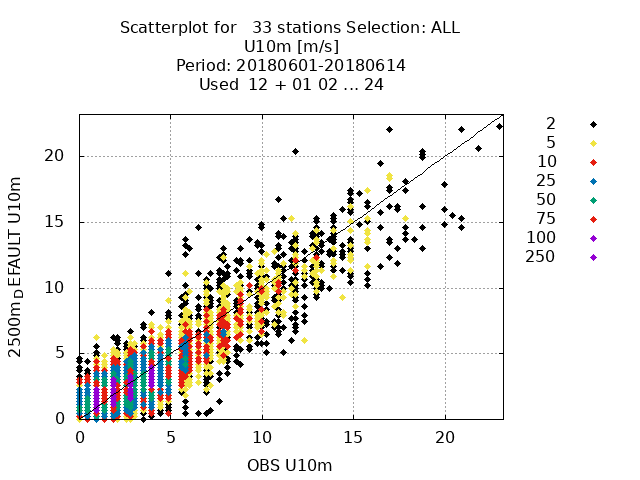 Scatterplot for   33 stations Selection: ALL
U10m [m/s]
Period: 20180601-20180614
Used  12 + 01 02 ... 24
2500m_DEFAULT U10m
20
15
10
5
0
0 5 10 15 20
OBS U10m
2
5
10
25
50
75
100
250